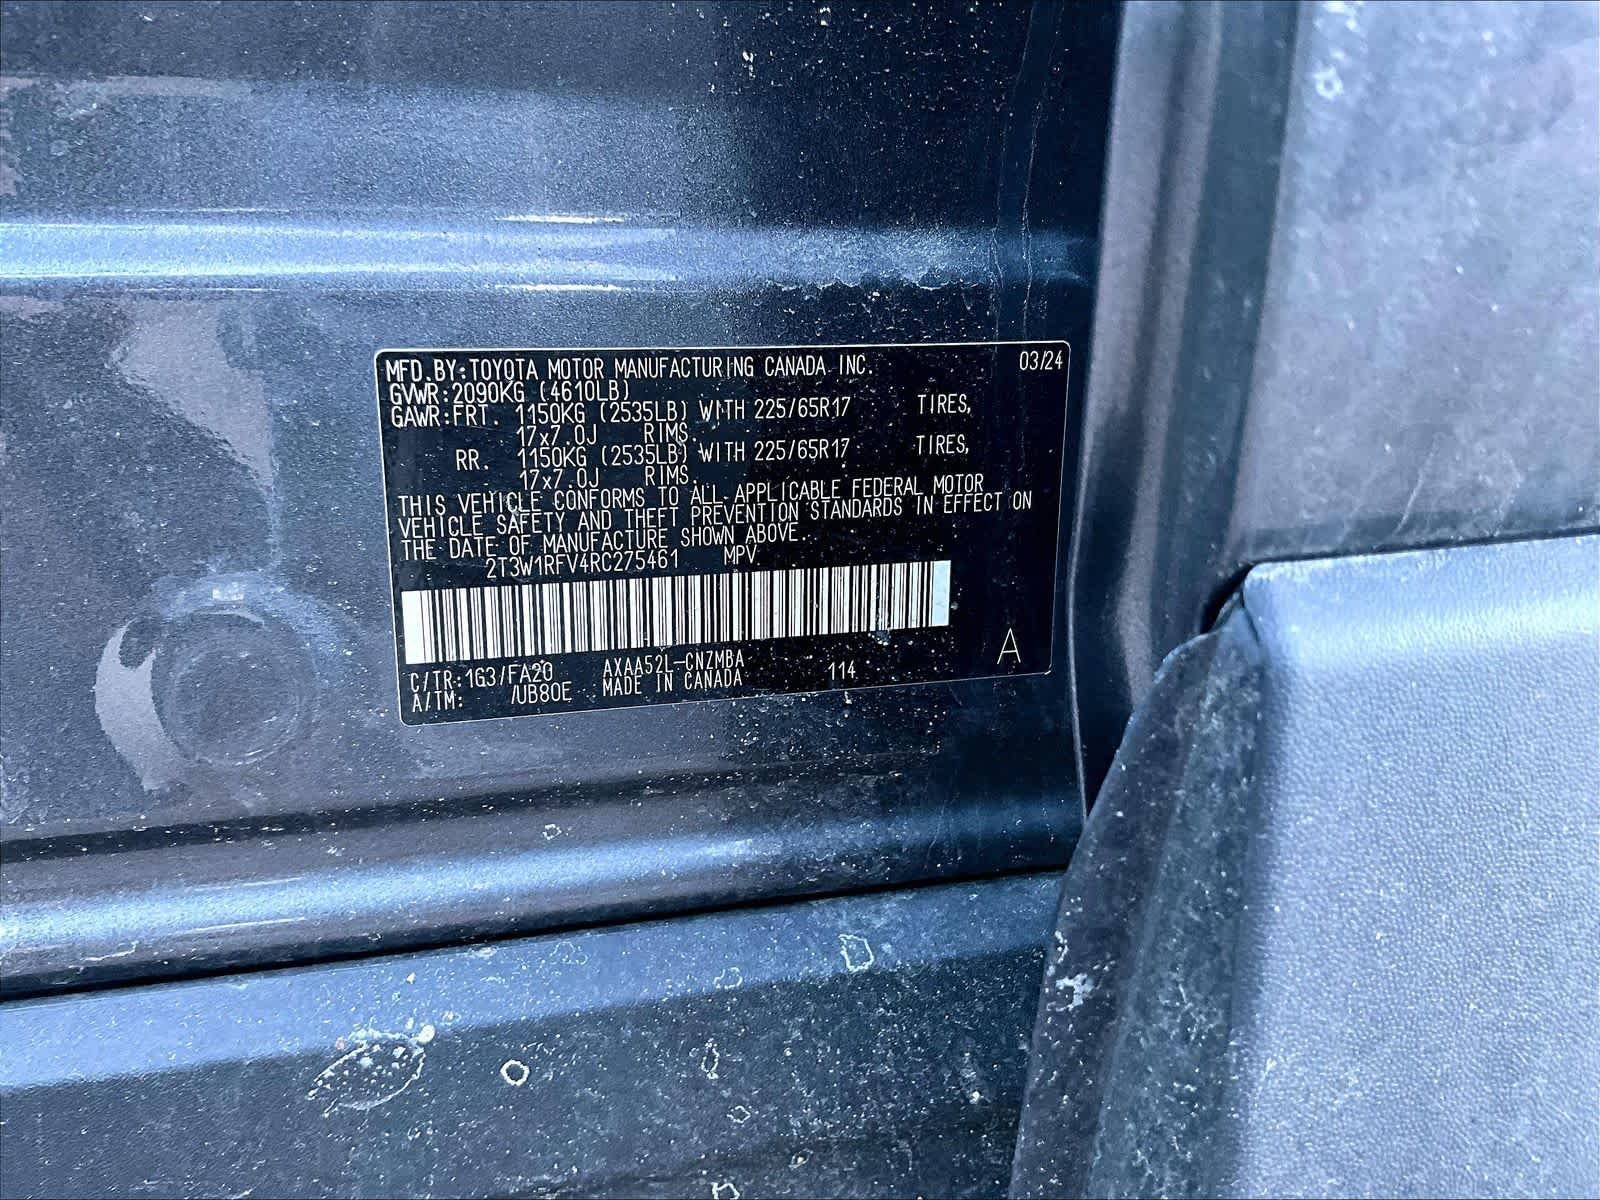 MFD.BY:TOYOTA MOTOR MANUFACTURING CANADA INC. 03/24
GVWR:2090KG (4610LB)
GAWR:FRT. 1150KG (2535LB) WITH 225/65R17 TIRES,
17x7.0J RIMS.
RR. 1150KG (2535LB) WITH 225/65R17 TIRES,
17x7.0J RIMS.
THIS VEHICLE CONFORMS TO ALL APPLICABLE FEDERAL MOTOR
VEHICLE SAFETY AND THEFT PREVENTION STANDARDS IN EFFECT ON
THE DATE OF MANUFACTURE SHOWN ABOVE.
2T3W1RFV4RC275461 MPV
C/TR:1G3/FA20 AXAA52L-CNZMBA 114 A
A/TM: /UB80E MADE IN CANADA